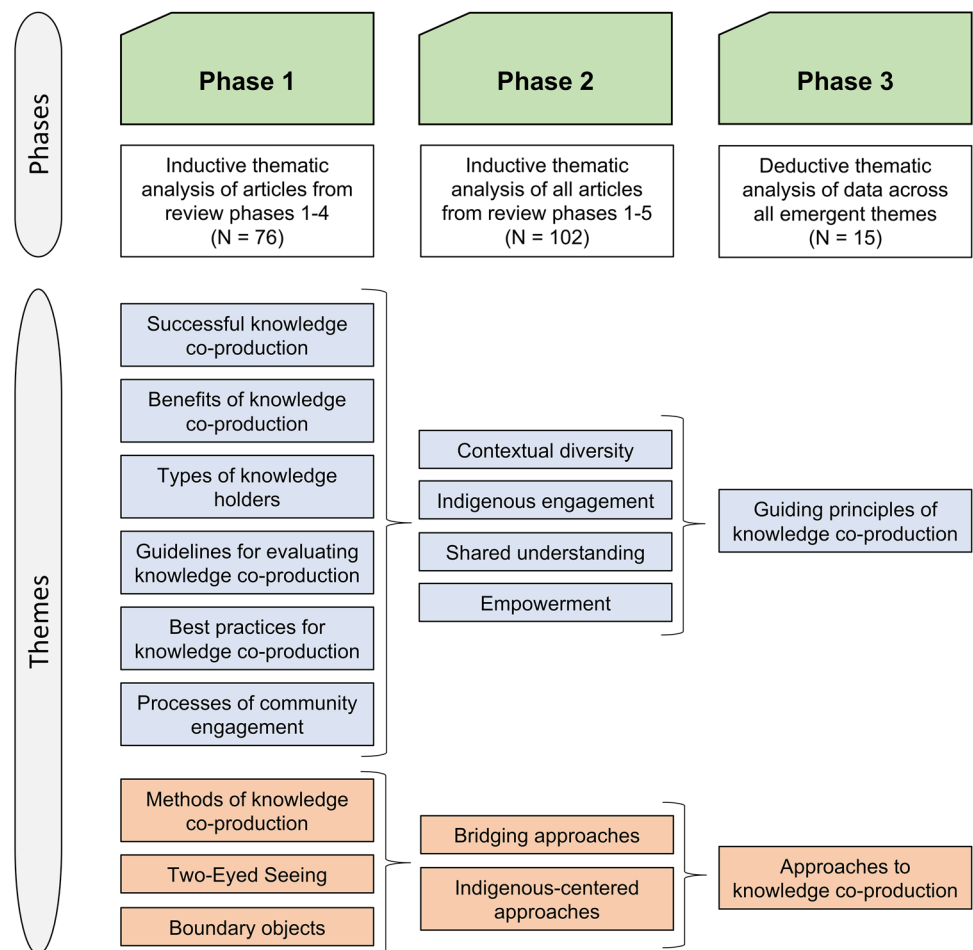 Phases
Phase 1
Phase 2
Phase 3
Inductive thematic
analysis of articles from
review phases 1-4
(N = 76)
Inductive thematic
analysis of all articles
from review phases 1-5
(N = 102)
Deductive thematic
analysis of data across
all emergent themes
(N = 15)
Themes
Successful knowledge
co-production
Benefits of knowledge
co-production
Types of knowledge
holders
Guidelines for evaluating
knowledge co-production
Best practices for
knowledge co-production
Processes of community
engagement
Contextual diversity
Indigenous engagement
Shared understanding
Empowerment
Guiding principles of
knowledge co-production
Methods of knowledge
co-production
Two-Eyed Seeing
Boundary objects
Bridging approaches
Indigenous-centered
approaches
Approaches to
knowledge co-production